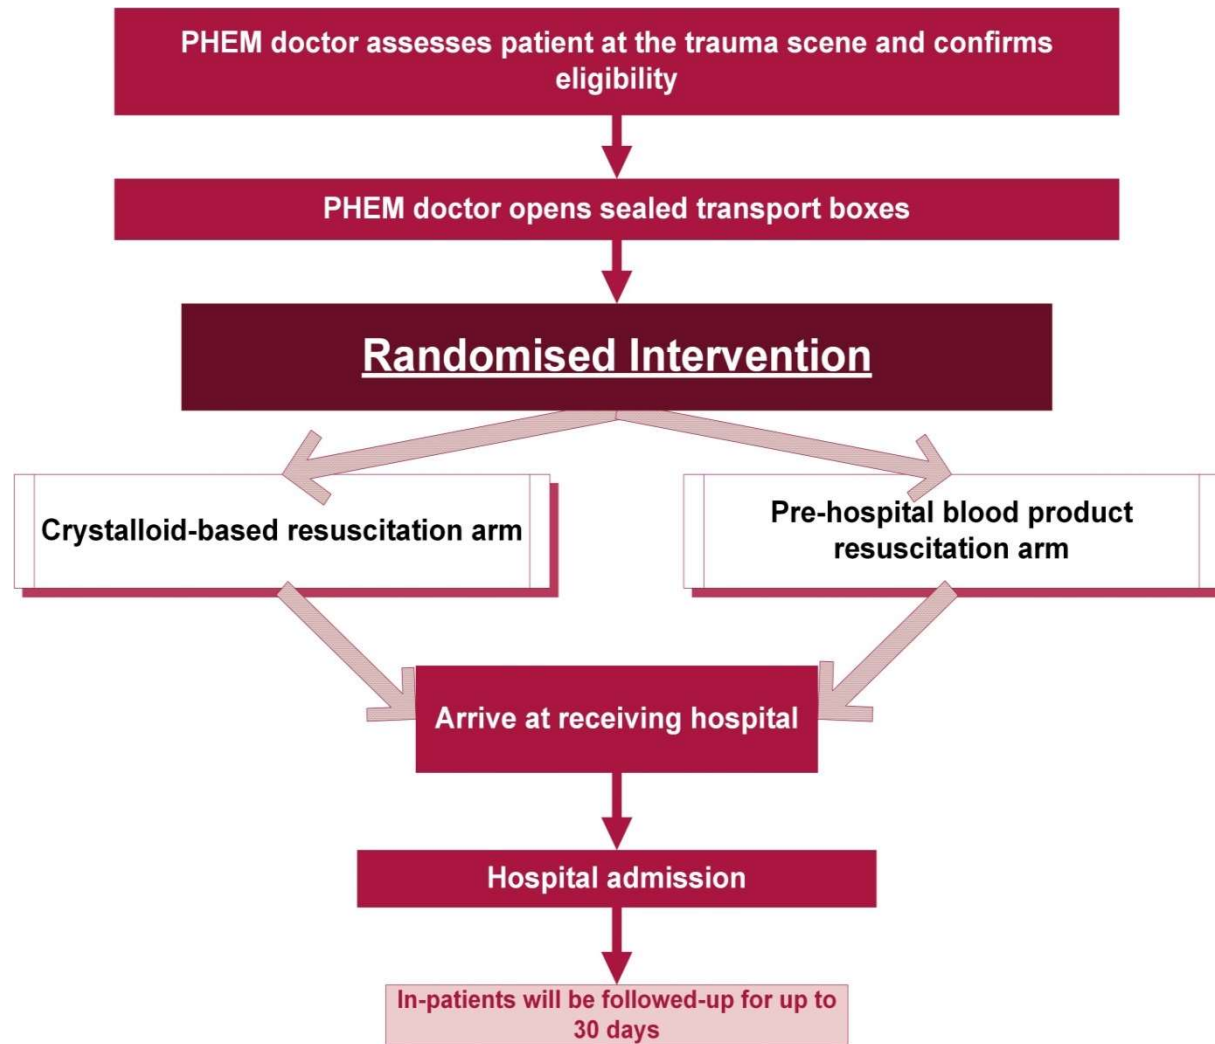 PHEM doctor assesses patient at the trauma scene and confirms
eligibility
PHEM doctor opens sealed transport boxes
Randomised Intervention
Crystalloid-based resuscitation arm
Pre-hospital blood product
resuscitation arm
Arrive at receiving hospital
Hospital admission
In-patients will be followed-up for up to
30 days